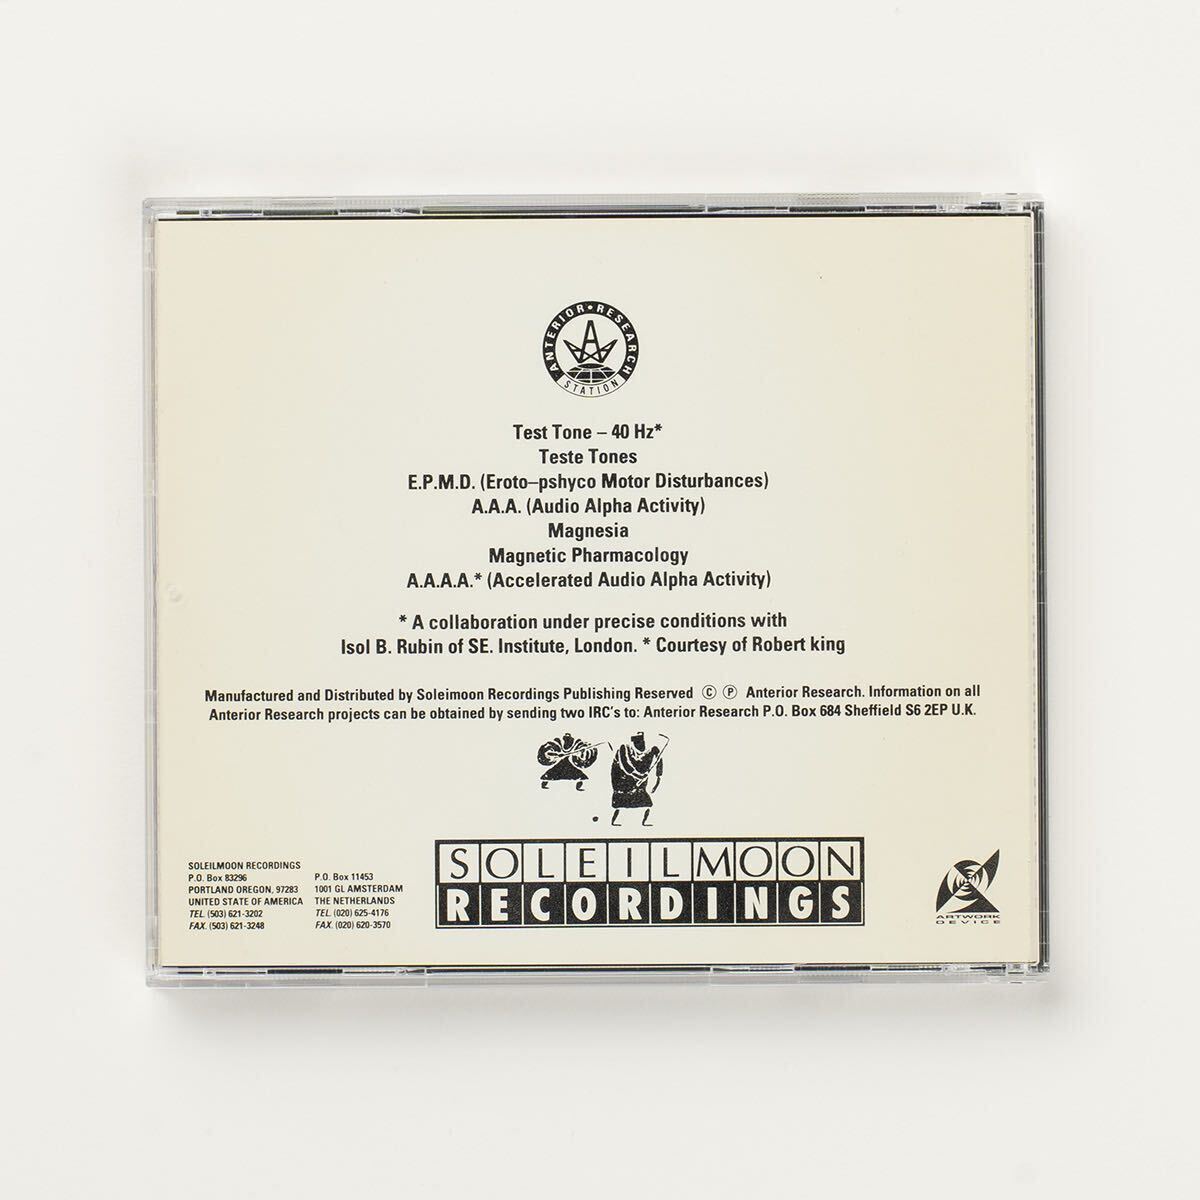 ANTERIOR • RESEARCH
STATION
A
Test Tone – 40 Hz*
Teste Tones
E.P.M.D. (Eroto–pshyco Motor Disturbances)
A.A.A. (Audio Alpha Activity)
Magnesia
Magnetic Pharmacology
A.A.A.A.* (Accelerated Audio Alpha Activity)
* A collaboration under precise conditions with
Isol B. Rubin of SE. Institute, London. * Courtesy of Robert king
Manufactured and Distributed by Soleimoon Recordings Publishing Reserved © ℗ Anterior Research. Information on all
Anterior Research projects can be obtained by sending two IRC's to: Anterior Research P.O. Box 684 Sheffield S6 2EP U.K.
SOLEILMOON RECORDINGS
P.O. Box 83296
PORTLAND OREGON, 97283
UNITED STATE OF AMERICA
TEL (503) 621-3202
FAX. (503) 621-3248
P.O. Box 11453
1001 GL AMSTERDAM
THE NETHERLANDS
TEL. (020) 625-4176
FAX. (020) 620-3570
SOLEILMOON
RECORDINGS
ARTWORK
DEVICE